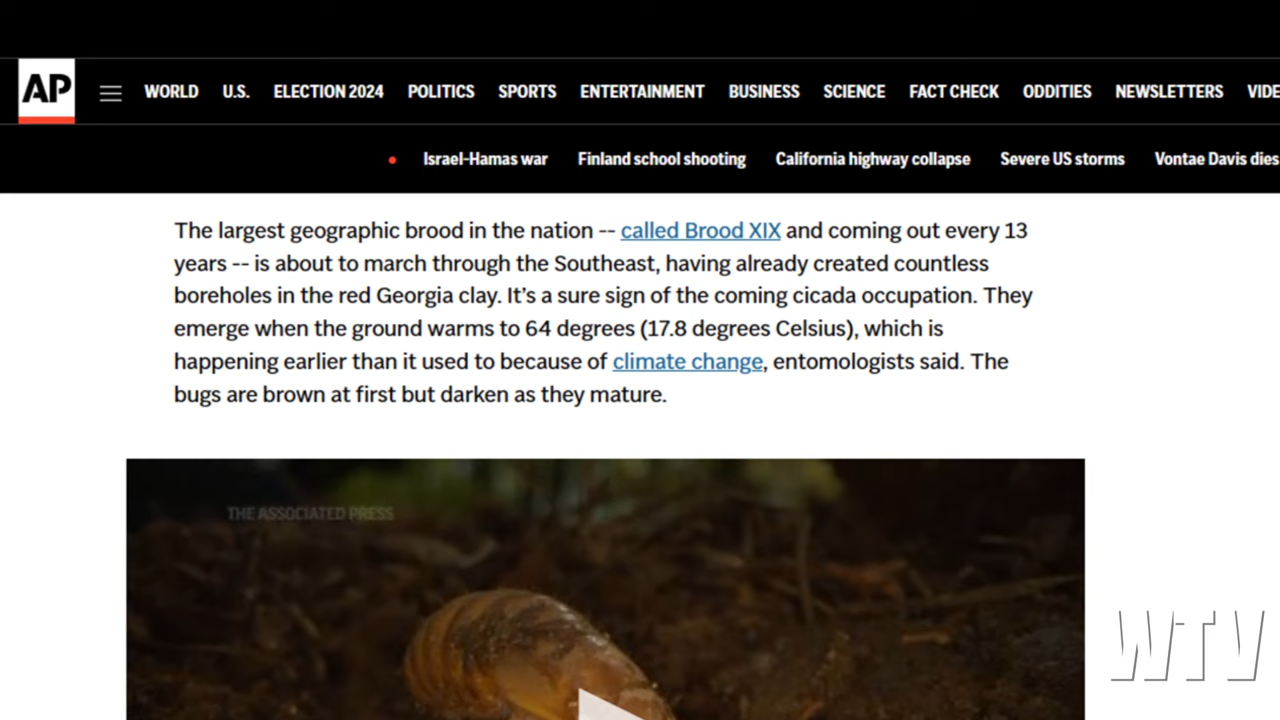 AP
WORLD U.S. ELECTION 2024 POLITICS SPORTS ENTERTAINMENT BUSINESS SCIENCE FACT CHECK ODDITIES NEWSLETTERS
Israel-Hamas war Finland school shooting California highway collapse Severe US storms Vontae Davis dies
The largest geographic brood in the nation -- called Brood XIX and coming out every 13
years -- is about to march through the Southeast, having already created countless
boreholes in the red Georgia clay. It’s a sure sign of the coming cicada occupation. They
emerge when the ground warms to 64 degrees (17.8 degrees Celsius), which is
happening earlier than it used to because of climate change, entomologists said. The
bugs are brown at first but darken as they mature.
THE ASSOCIATED PRESS
WTV